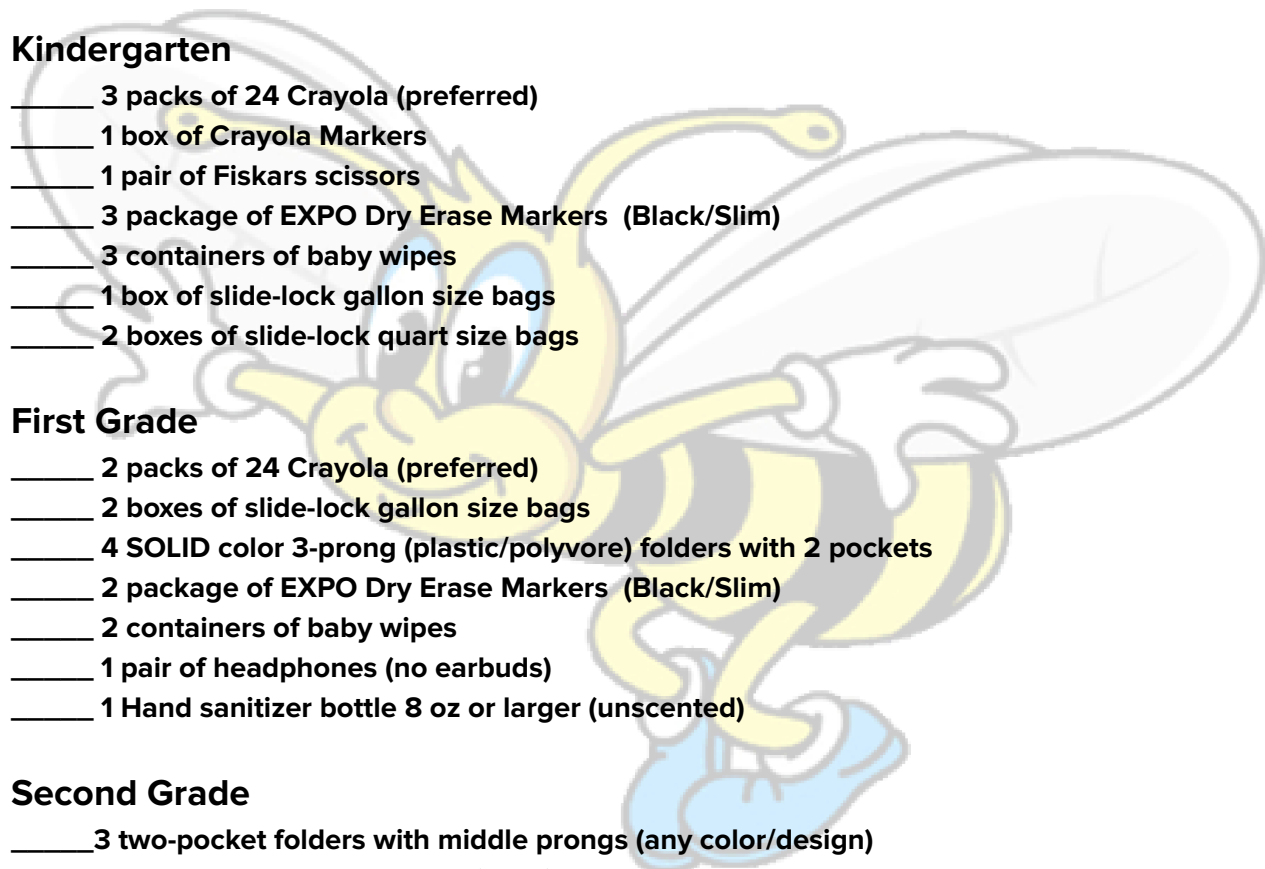 Kindergarten
______ 3 packs of 24 Crayola (preferred)
______ 1 box of Crayola Markers
______ 1 pair of Fiskars scissors
______ 3 package of EXPO Dry Erase Markers  (Black/Slim)
______ 3 containers of baby wipes
______ 1 box of slide-lock gallon size bags
______ 2 boxes of slide-lock quart size bags
First Grade
______ 2 packs of 24 Crayola (preferred)
______ 2 boxes of slide-lock gallon size bags
______ 4 SOLID color 3-prong (plastic/polyvore) folders with 2 pockets
______ 2 package of EXPO Dry Erase Markers  (Black/Slim)
______ 2 containers of baby wipes
______ 1 pair of headphones (no earbuds)
______ 1 Hand sanitizer bottle 8 oz or larger (unscented)
Second Grade
______3 two-pocket folders with middle prongs (any color/design)